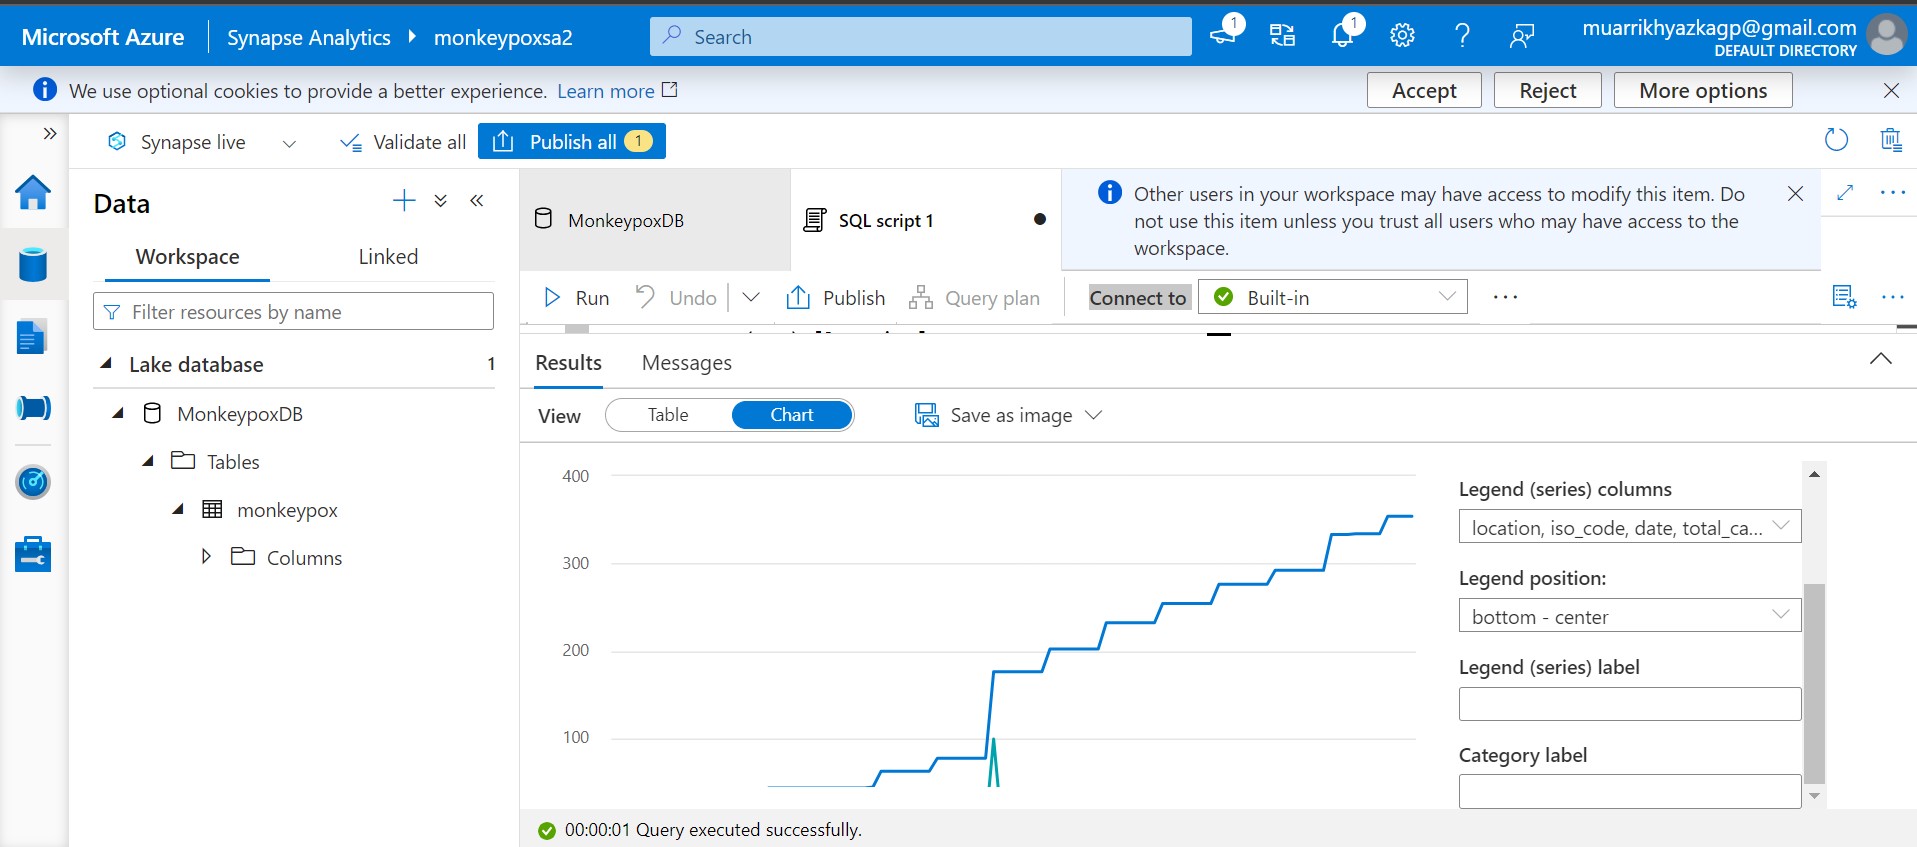 Microsoft Azure
Synapse Analytics
monkeypoxsa2
Search
1
1
muarrikhyazkagp@gmail.com
DEFAULT DIRECTORY
We use optional cookies to provide a better experience. Learn more
Accept
Reject
More options
Synapse live
Validate all
Publish all 1
Data
Workspace
Linked
Filter resources by name
Lake database 1
MonkeypoxDB
Tables
monkeypox
Columns
MonkeypoxDB
SQL script 1
Other users in your workspace may have access to modify this item. Do
not use this item unless you trust all users who may have access to the
workspace.
Run
Undo
Publish
Query plan
Connect to
Built-in
Results
Messages
View
Table
Chart
Save as image
400
300
200
100
Legend (series) columns
location, iso_code, date, total_ca...
Legend position:
bottom - center
Legend (series) label
Category label
00:00:01 Query executed successfully.